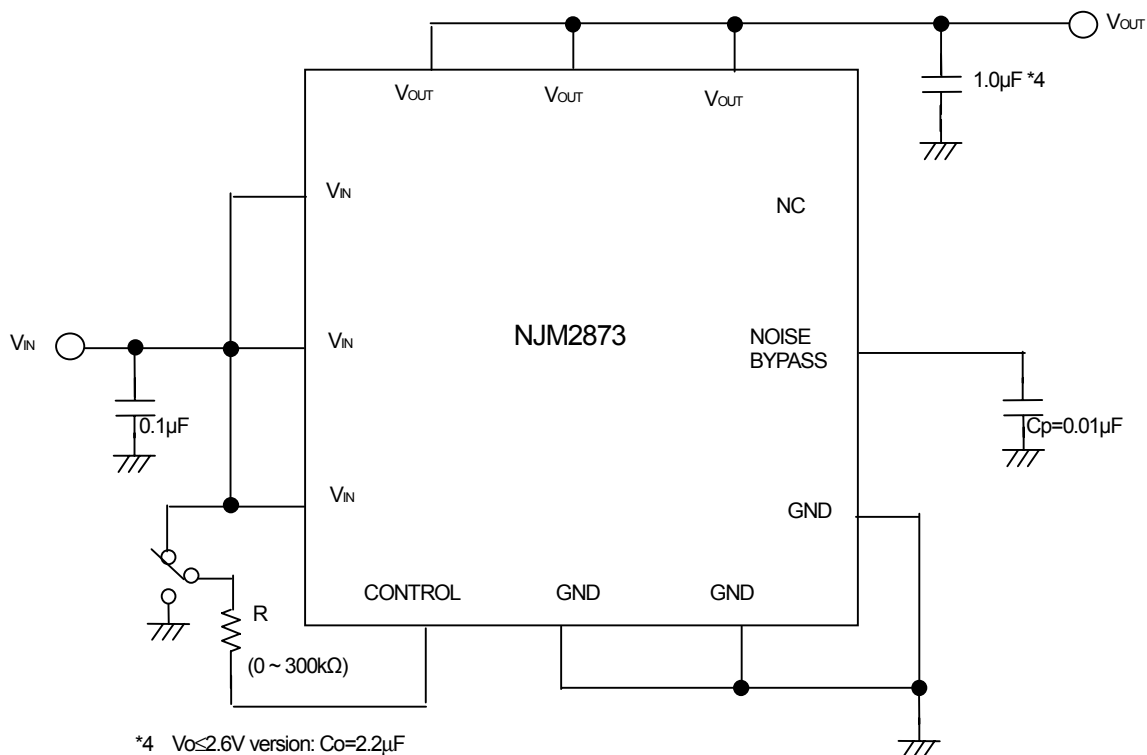 VOUT
VOUT
VOUT
VOUT
1.0µF *4
VIN
NC
VIN
VIN
NJM2873
NOISE
BYPASS
0.1µF
Cp=0.01µF
VIN
GND
CONTROL
GND
GND
R
(0 ~ 300kΩ)
*4 Vo≤2.6V version: Co=2.2µF